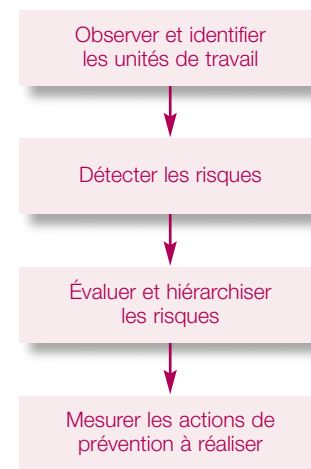 Observer et identifier
les unités de travail
Détecter les risques
Évaluer et hiérarchiser
les risques
Mesurer les actions de
prévention à réaliser